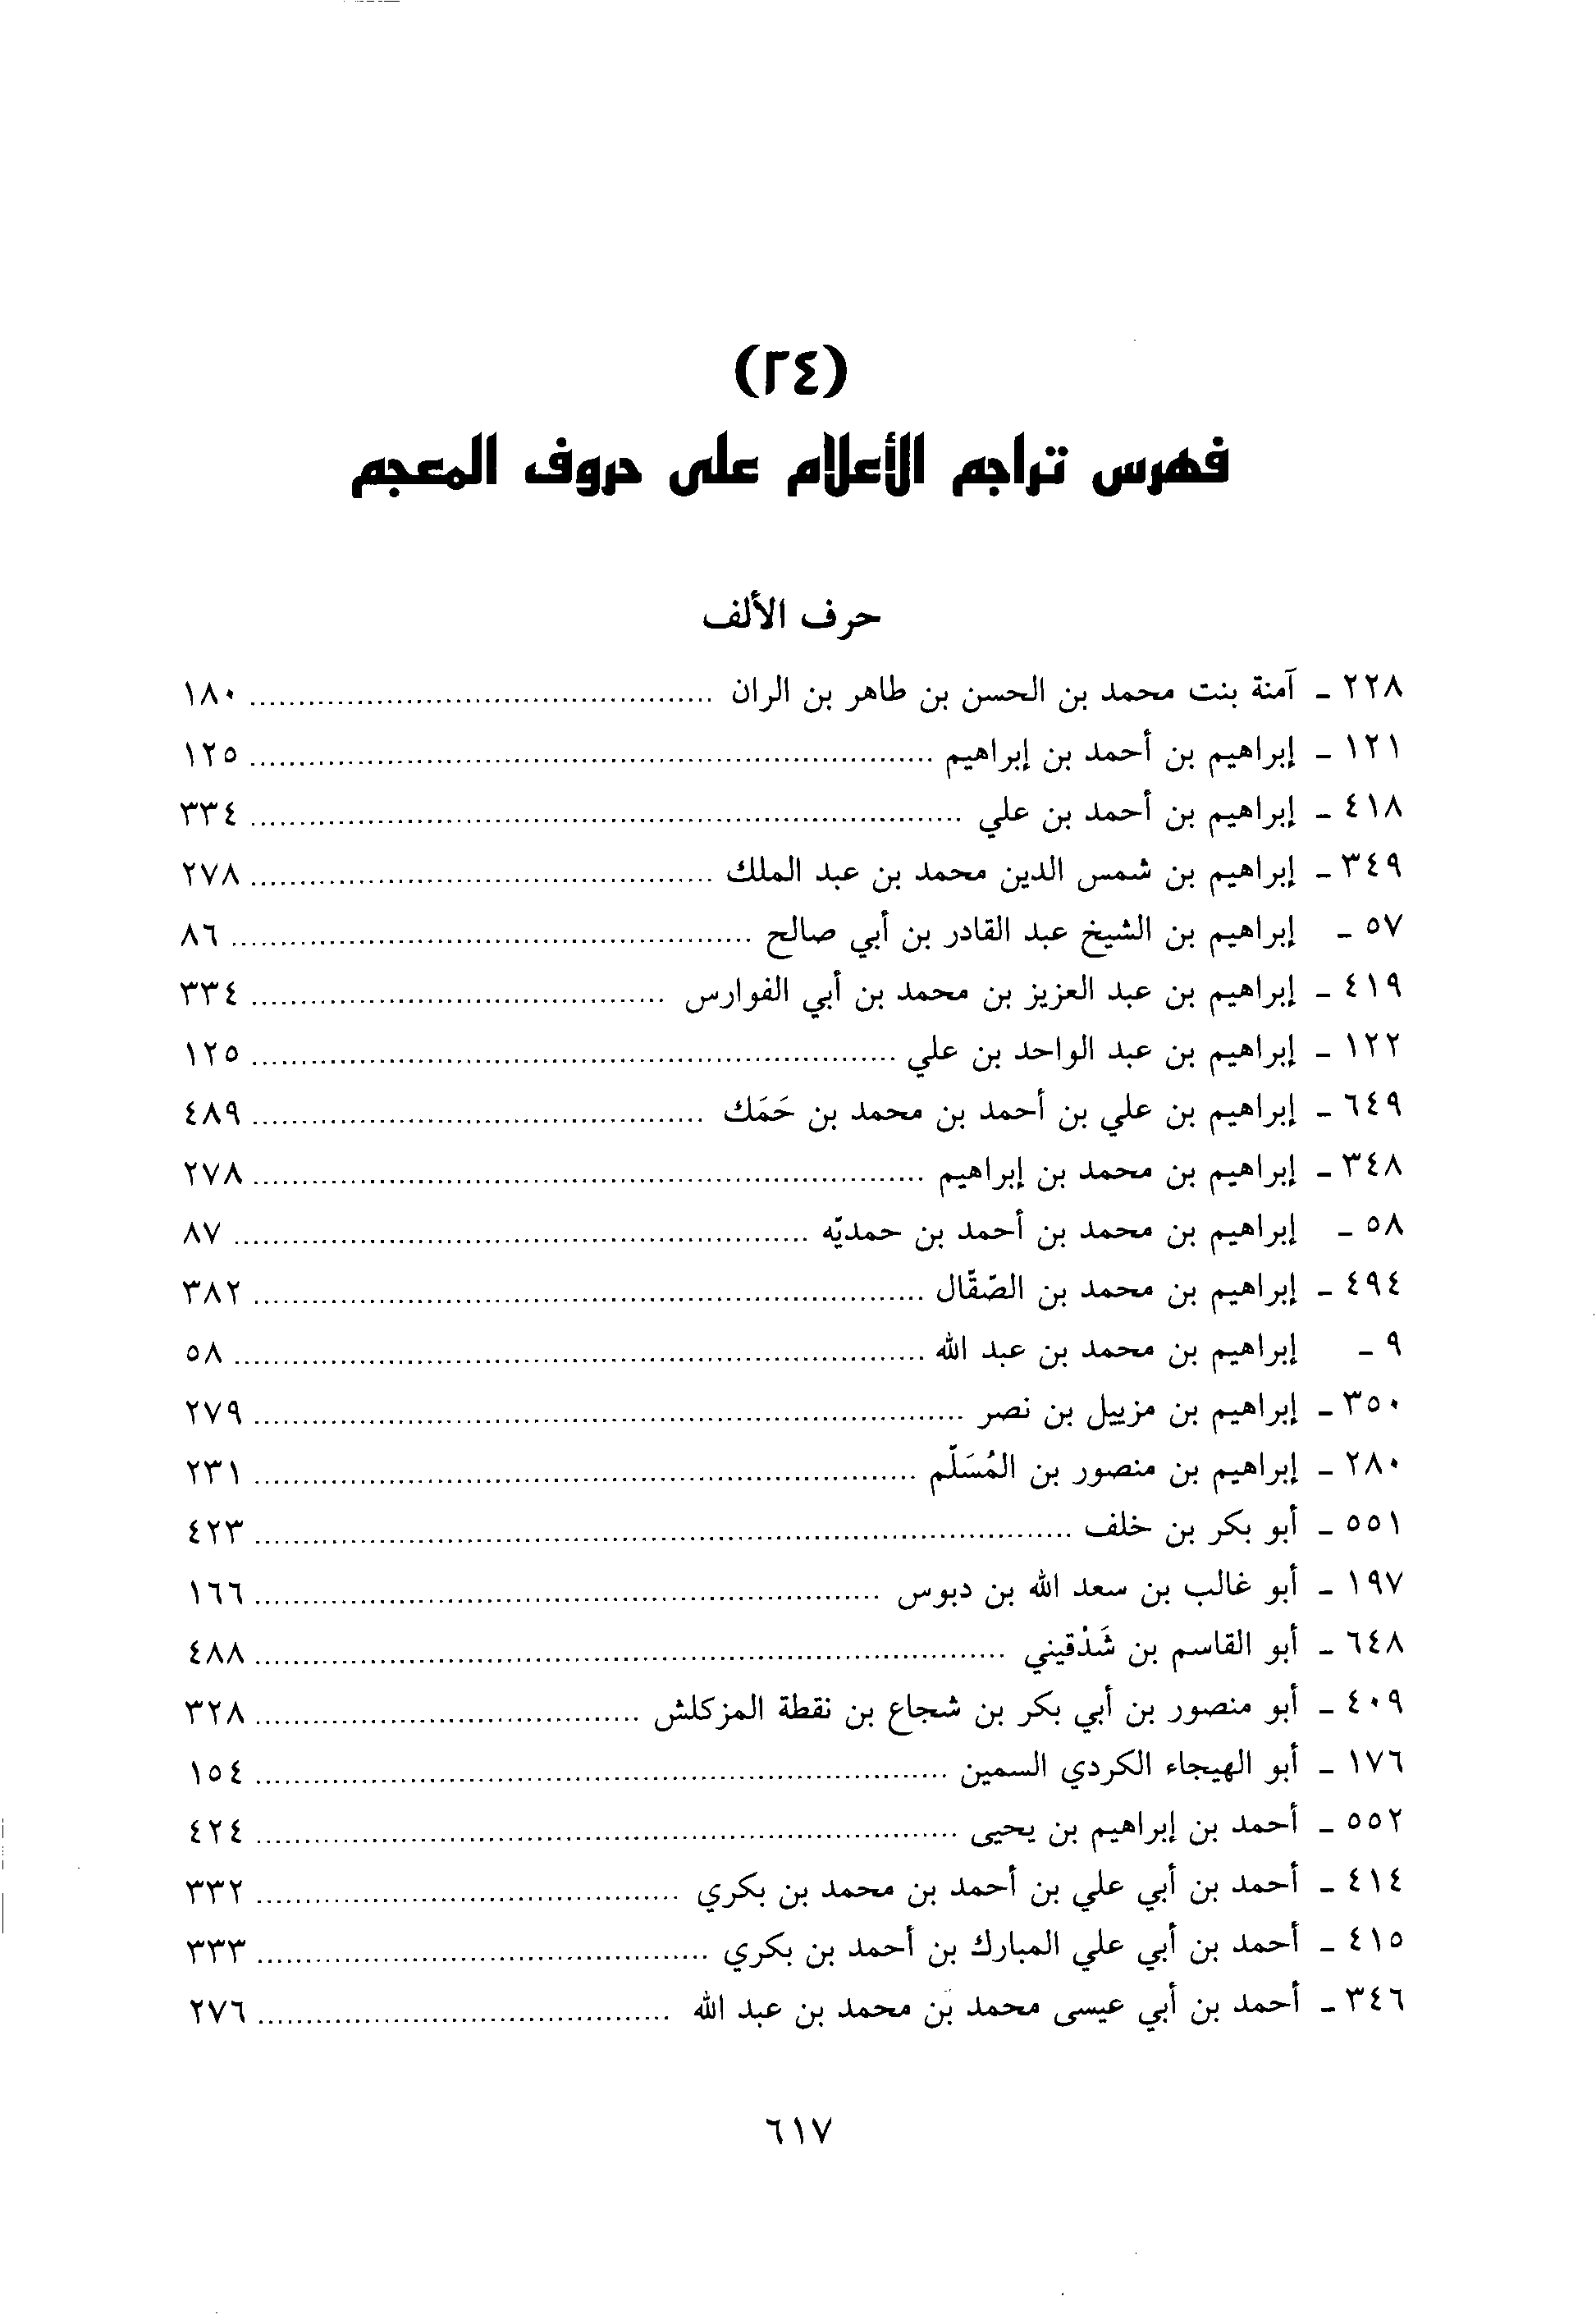 (٢٤)
فهرس تراجم الأعلام على حروف المعجم
حرف الألف
٢٢٨ - آمنة بنت محمد بن الحسن بن طاهر بن الران ........................ ١٨٠
١٢١ - إبراهيم بن أحمد بن إبراهيم ........................ ١٢٥
٤١٨ - إبراهيم بن أحمد بن علي ........................ ٣٣٤
٣٤٩ - إبراهيم بن شمس الدين محمد بن عبد الملك ........................ ٢٧٨
٥٧ - إبراهيم بن الشيخ عبد القادر بن أبي صالح ........................ ٨٦
٤١٩ - إبراهيم بن عبد العزيز بن محمد بن أبي الفوارس ........................ ٣٣٤
١٢٢ - إبراهيم بن عبد الواحد بن علي ........................ ١٢٥
٦٤٩ - إبراهيم بن علي بن أحمد بن محمد بن حَمَك ........................ ٤٨٩
٣٤٨ - إبراهيم بن محمد بن إبراهيم ........................ ٢٧٨
٥٨ - إبراهيم بن محمد بن أحمد بن حمديّه ........................ ٨٧
٤٩٤ - إبراهيم بن محمد بن الصّقّال ........................ ٣٨٢
٩ - إبراهيم بن محمد بن عبد الله ........................ ٥٨
٣٥٠ - إبراهيم بن مزيبل بن نصر ........................ ٢٧٩
٢٨٠ - إبراهيم بن منصور بن المُسَلّم ........................ ٢٣١
٥٥١ - أبو بكر بن خلف ........................ ٤٢٣
١٩٧ - أبو غالب بن سعد الله بن دبوس ........................ ١٦٦
٦٤٨ - أبو القاسم بن شَذْقيني ........................ ٤٨٨
٤٠٩ - أبو منصور بن أبي بكر بن شجاع بن نقطة المزكلش ........................ ٣٢٨
١٧٦ - أبو الهيجاء الكردي السمين ........................ ١٥٤
٥٥٢ - أحمد بن إبراهيم بن يحيى ........................ ٤٢٤
٤١٤ - أحمد بن أبي علي بن أحمد بن محمد بن بكري ........................ ٣٣٢
٤١٥ - أحمد بن أبي علي المبارك بن أحمد بن بكري ........................ ٣٣٣
٣٤٦ - أحمد بن أبي عيسى محمد بن محمد بن عبد الله ........................ ٢٧٦
٦١٧